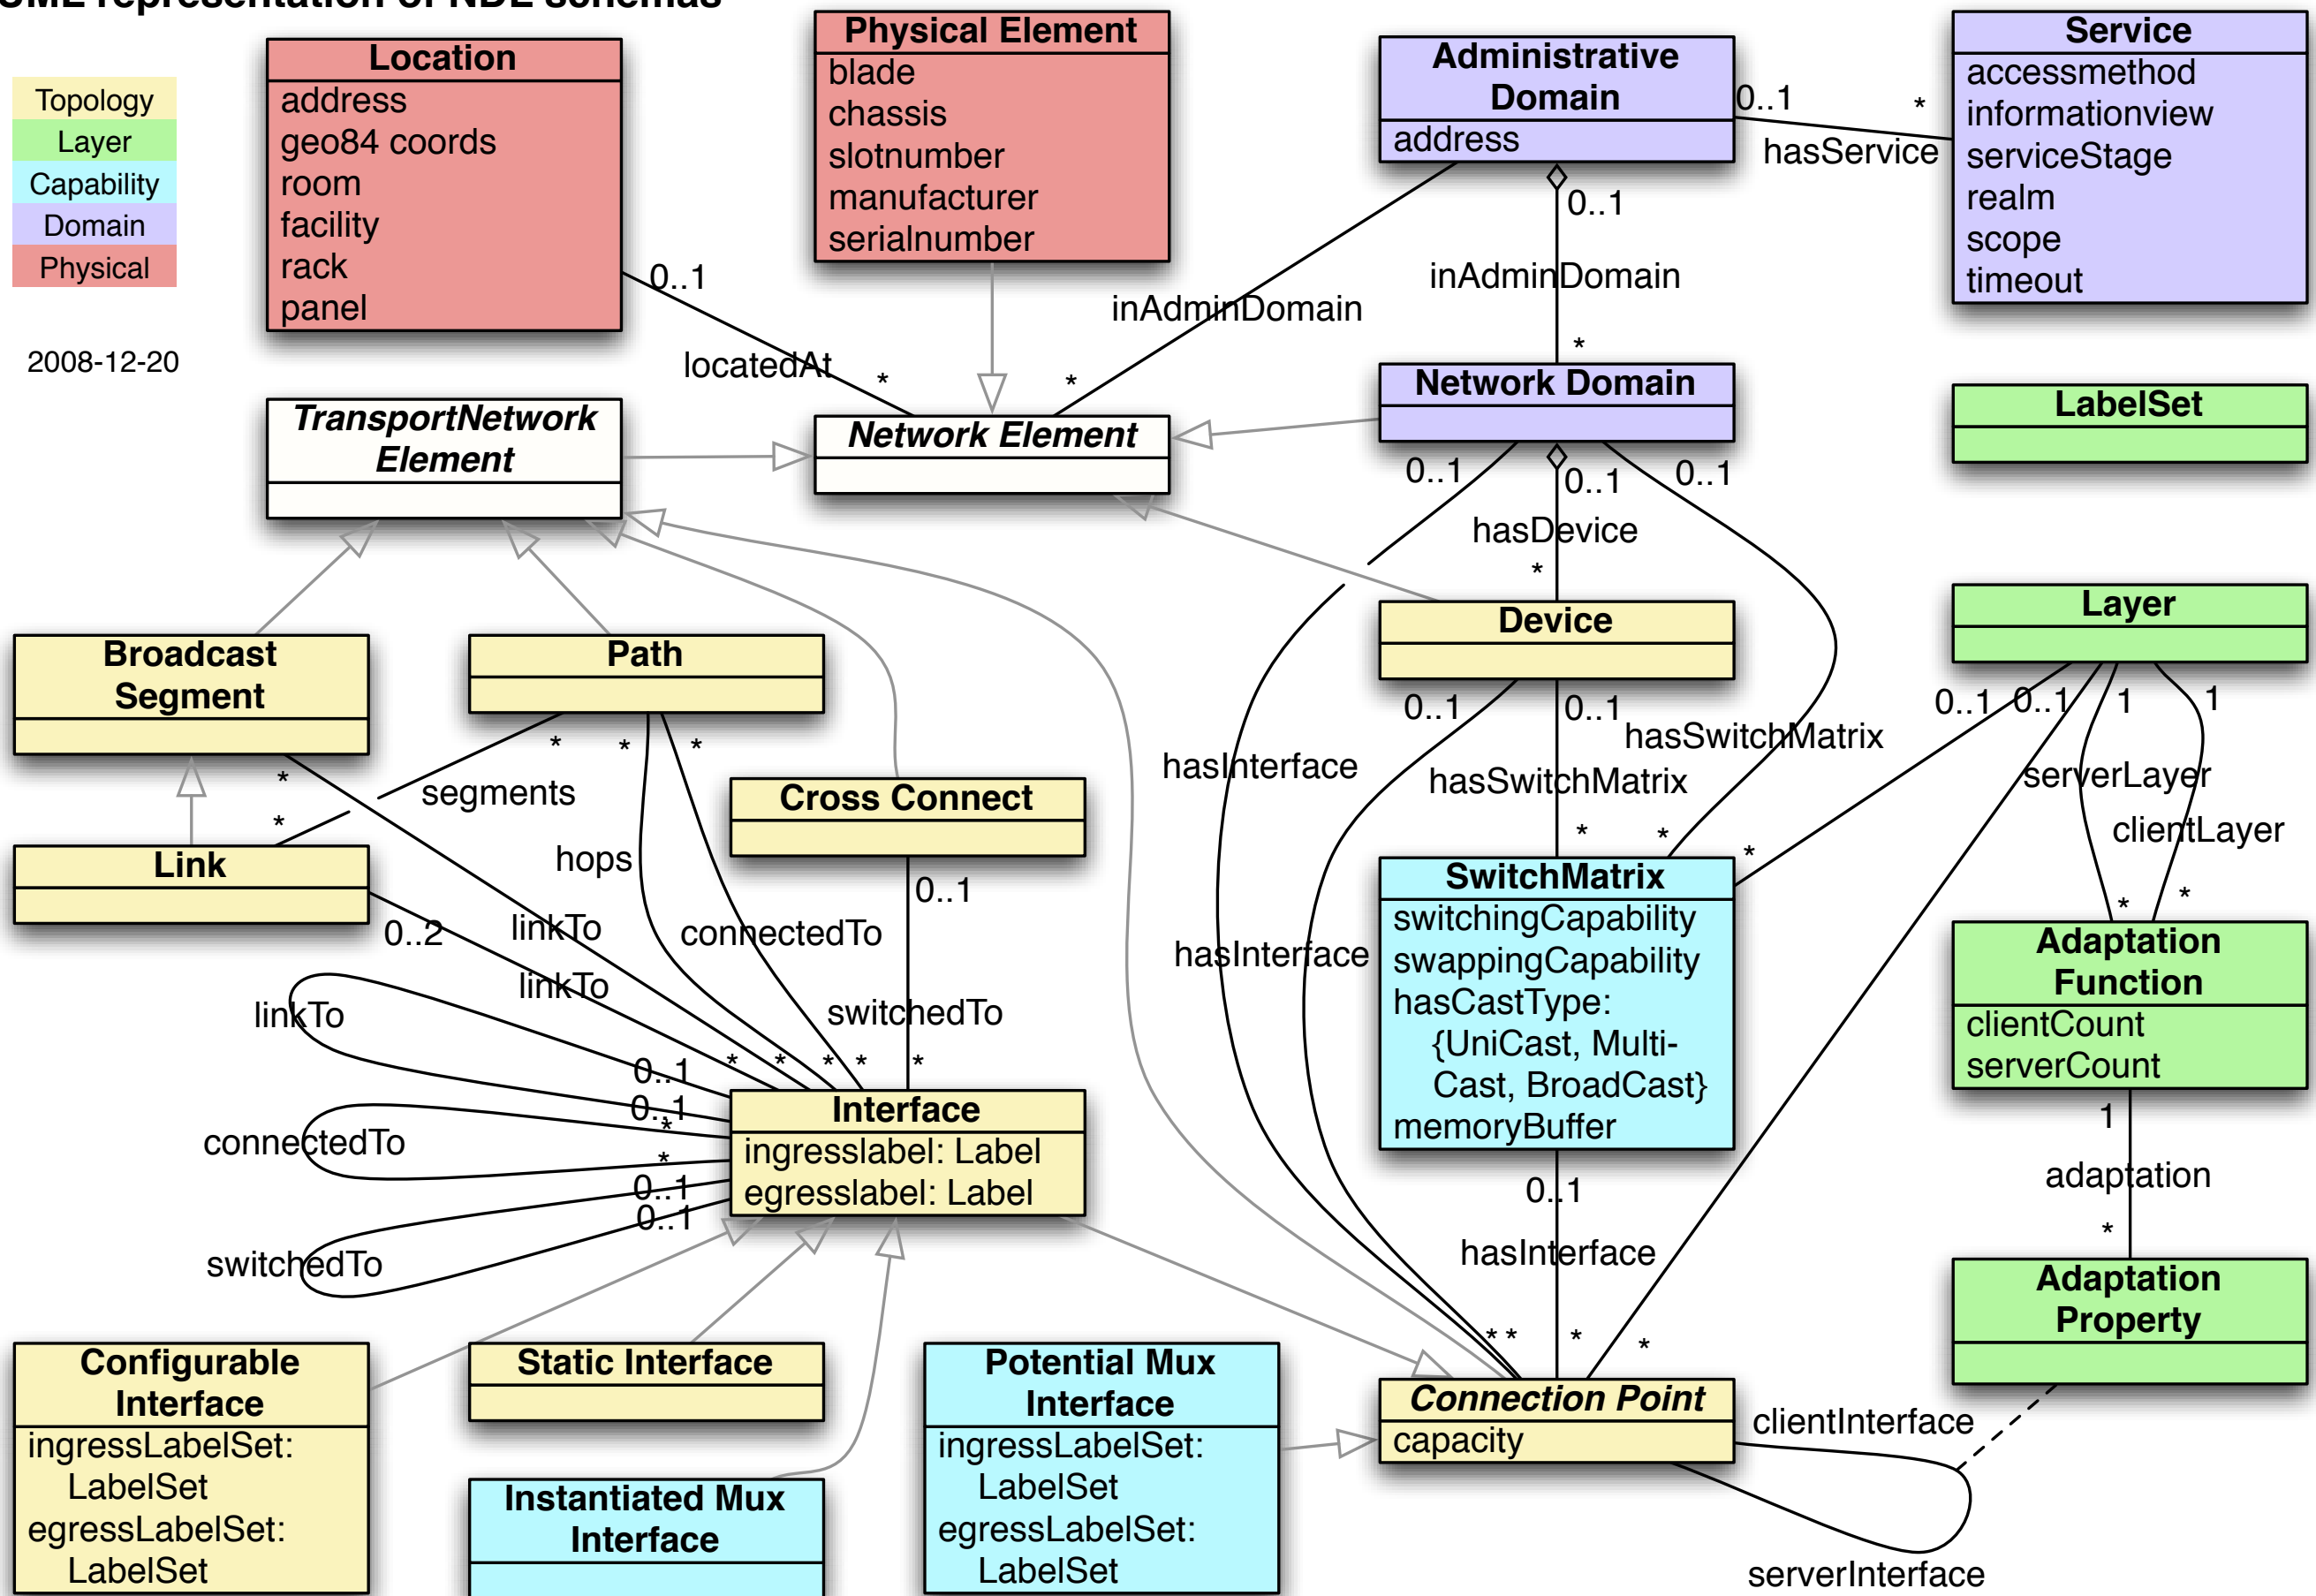 UML representation of NDL schemas
Topology
Layer
Capability
Domain
Physical
2008-12-20
Location
address
geo84 coords
room
facility
rack
panel
Physical Element
blade
chassis
slotnumber
manufacturer
serialnumber
Administrative
Domain
address
0..1
*
hasService
Service
accessmethod
informationview
serviceStage
realm
scope
timeout
0..1
locatedAt
*
inAdminDomain
*
0..1
inAdminDomain
*
TransportNetwork
Element
Network Element
Network Domain
LabelSet
0..1
0..1
0..1
hasDevice
*
Broadcast
Segment
Path
Device
Layer
*
*
*
*
segments
*
0..1
0..1
hasSwitchMatrix
hasInterface
hasSwitchMatrix
*
*
0..1
0..1
1
1
serverLayer
clientLayer
*
*
*
Link
hops
Cross Connect
0..1
0..2
linkTo
linkTo
connectedTo
switchedTo
hasInterface
SwitchMatrix
switchingCapability
swappingCapability
hasCastType:
{UniCast, Multi-
Cast, BroadCast}
memoryBuffer
Adaptation
Function
clientCount
serverCount
linkTo
0..1
0..1
*
*
*
*
*
connectedTo
*
*
switchedTo
0..1
0..1
Interface
ingresslabel: Label
egresslabel: Label
0..1
hasInterface
* *
*
*
1
adaptation
*
Adaptation
Property
Configurable
Interface
ingressLabelSet:
LabelSet
egressLabelSet:
LabelSet
Static Interface
Instantiated Mux
Interface
Potential Mux
Interface
ingressLabelSet:
LabelSet
egressLabelSet:
LabelSet
Connection Point
capacity
clientInterface
serverInterface